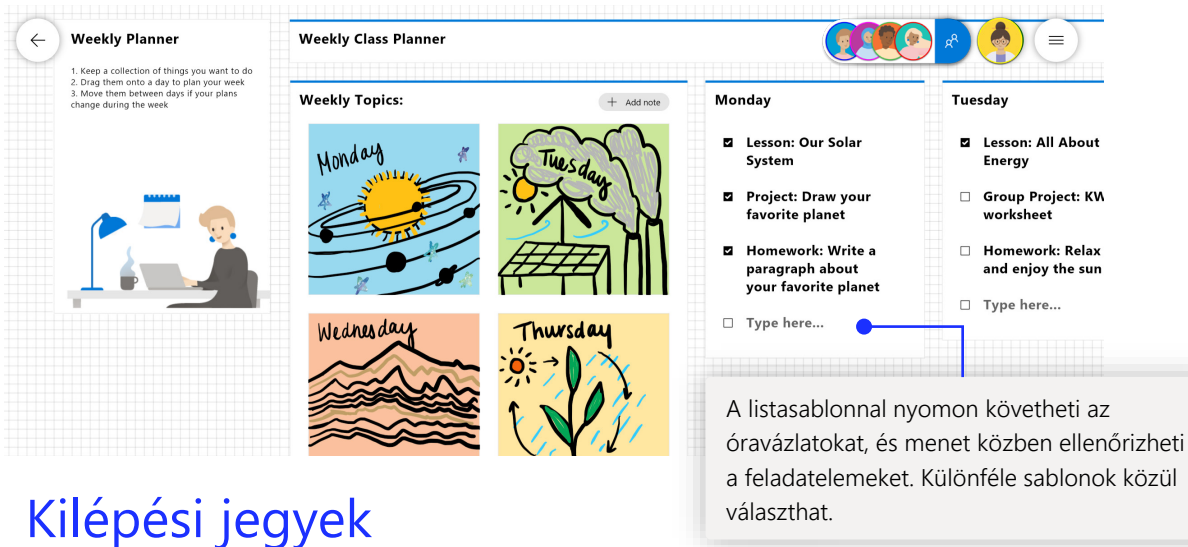 Weekly Planner
1. Keep a collection of things you want to do
2. Drag them onto a day to plan your week
3. Move them between days if your plans
change during the week
Weekly Class Planner
Weekly Topics:
+ Add note
Monday
Tuesday
Wednesday
Thursday
Monday
Lesson: Our Solar
System
Project: Draw your
favorite planet
Homework: Write a
paragraph about
your favorite planet
Type here...
Tuesday
Lesson: All About
Energy
Group Project: KW
worksheet
Homework: Relax
and enjoy the sun
Type here...
A listasablonnal nyomon követheti az
óravázlatokat, és menet közben ellenőrizheti
a feladatelemeket. Különféle sablonok közül
választhat.
Kilépési jegyek